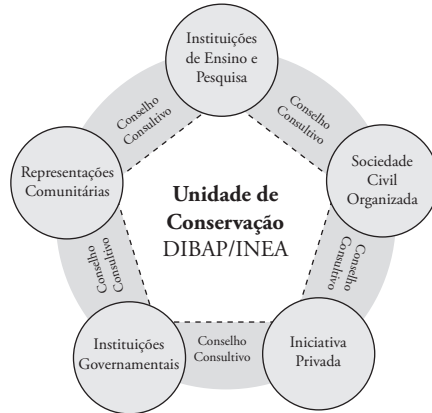 Instituições
de Ensino e
Pesquisa
Conselho
Consultivo
Conselho
Consultivo
Representações
Comunitárias
Sociedade
Civil
Organizada
Unidade de
Conservação
DIBAP/INEA
Conselho
Consultivo
Conselho
Consultivo
Instituições
Governamentais
Conselho
Consultivo
Iniciativa
Privada